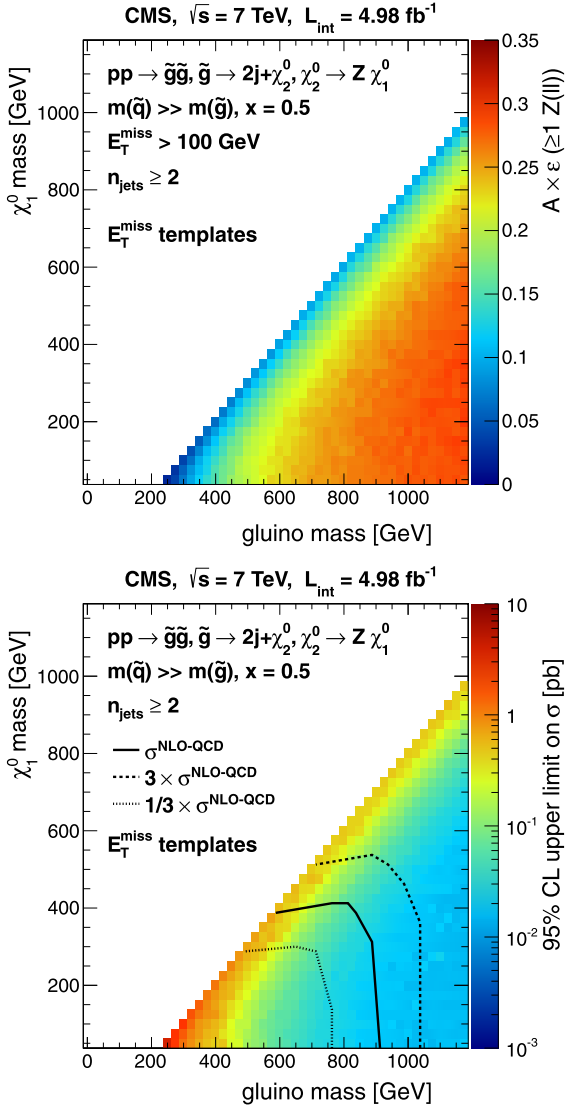 CMS, √s = 7 TeV, L_int = 4.98 fb⁻¹
pp → g̃g̃, g̃ → 2j+χ₂⁰, χ₂⁰ → Z χ₁⁰
m(q̃) >> m(g̃), x = 0.5
E_T^miss > 100 GeV
n_jets ≥ 2
E_T^miss templates
χ₁⁰ mass [GeV]
1000
800
600
400
200
0 200 400 600 800 1000
gluino mass [GeV]
0.35
0.3
0.25
0.2
0.15
0.1
0.05
0
A × ε (≥1 Z(ll))
CMS, √s = 7 TeV, L_int = 4.98 fb⁻¹
pp → g̃g̃, g̃ → 2j+χ₂⁰, χ₂⁰ → Z χ₁⁰
m(q̃) >> m(g̃), x = 0.5
n_jets ≥ 2
σ^NLO-QCD
3 × σ^NLO-QCD
1/3 × σ^NLO-QCD
E_T^miss templates
χ₁⁰ mass [GeV]
1000
800
600
400
200
0 200 400 600 800 1000
gluino mass [GeV]
10
1
10⁻¹
10⁻²
10⁻³
95% CL upper limit on σ [pb]